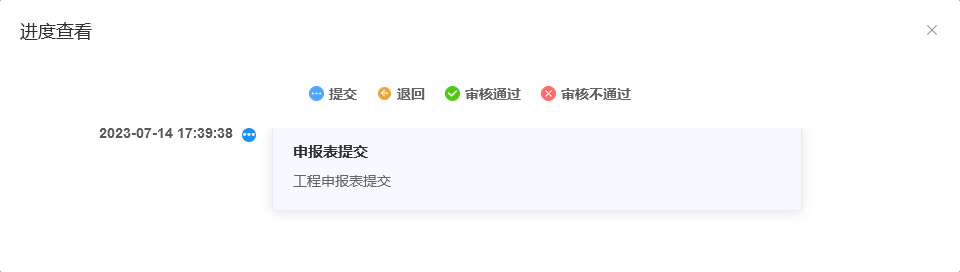 进度查看
提交 退回 审核通过 审核不通过
2023-07-14 17:39:38
申报表提交
工程申报表提交